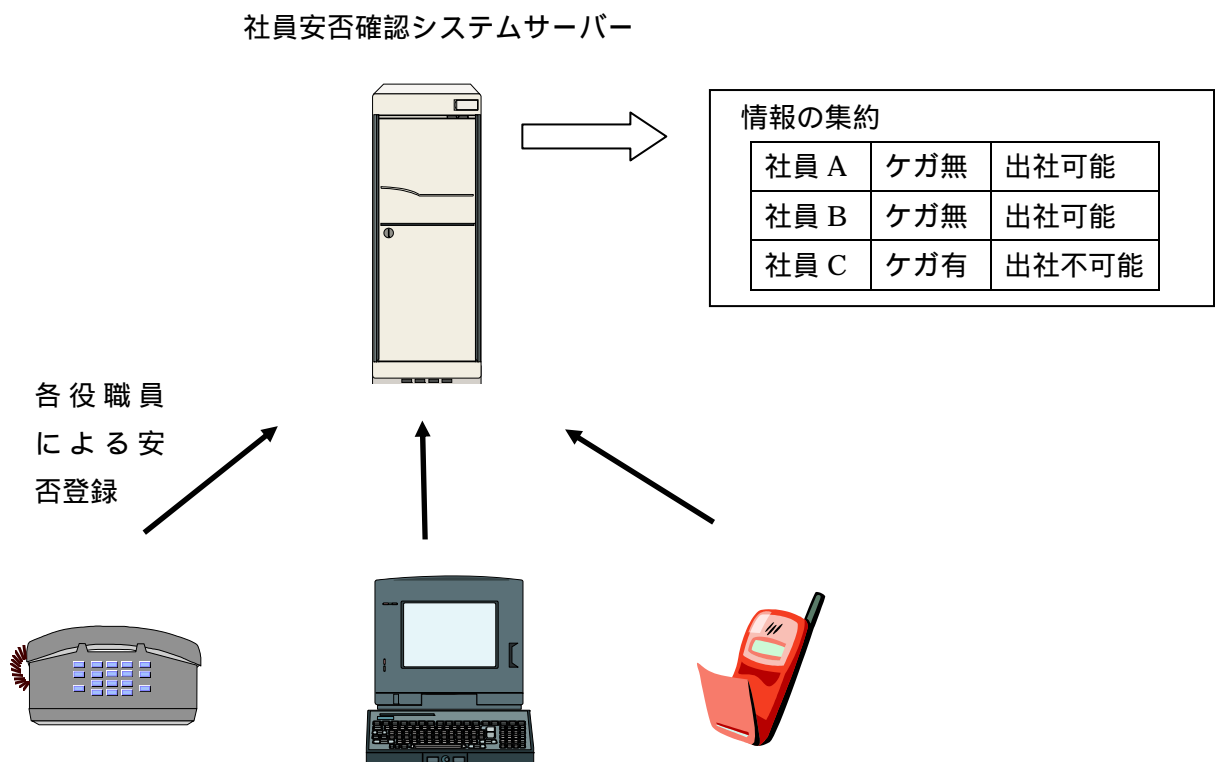 社員安否確認システムサーバー
情報の集約
社員 A ケガ無 出社可能
社員 B ケガ無 出社可能
社員 C ケガ有 出社不可能
各役職員
による安
否登録